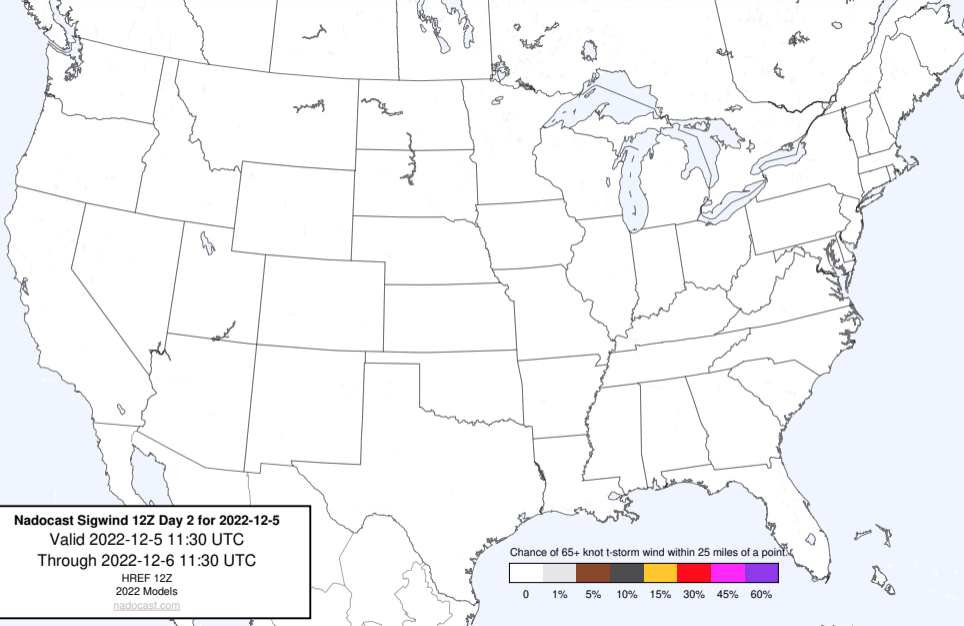 Nadocast Sigwind 12Z Day 2 for 2022-12-5
Valid 2022-12-5 11:30 UTC
Through 2022-12-6 11:30 UTC
HREF 12Z
2022 Models
nadocast.com
Chance of 65+ knot t-storm wind within 25 miles of a point.
0 1% 5% 10% 15% 30% 45% 60%